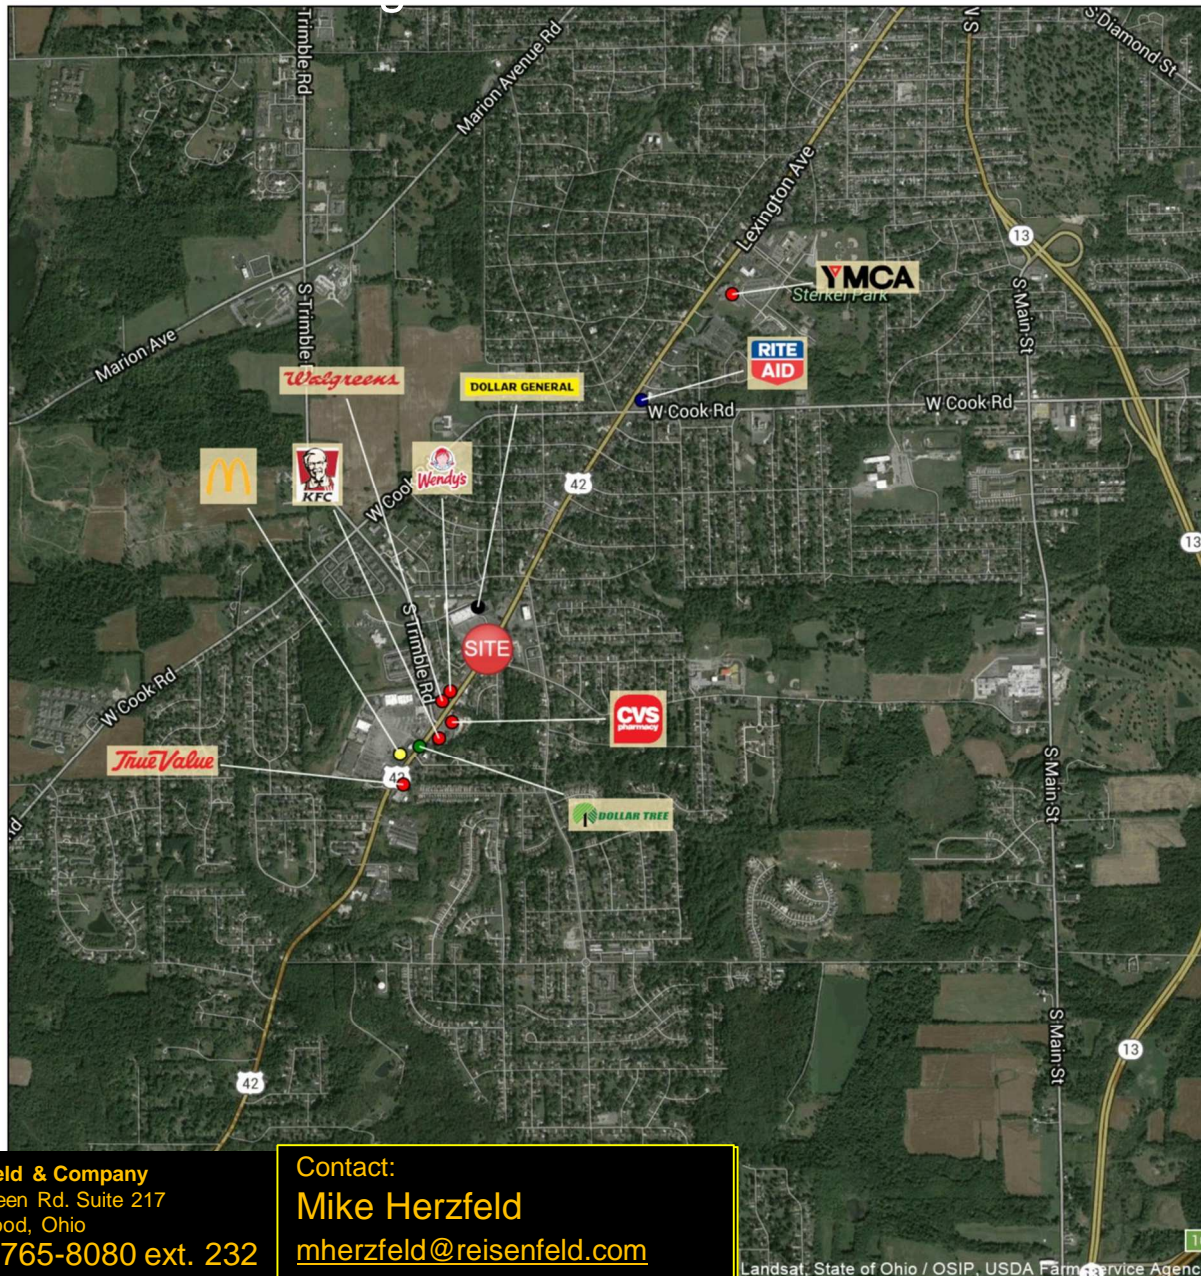 g
Trimble Rd
Marion Avenue Rd
S Diamond St
Lexington Ave
13
YMCA
Sterkel Park
S Trimble
S Main St
Marion Ave
Walgreens
DOLLAR GENERAL
RITE
AID
W Cook Rd
W Cook Rd
KFC
Wendy's
W Cook
42
13
S Trimble Rd
SITE
W Cook Rd
CVS
pharmacy
True Value
42
DOLLAR TREE
S Main St
S Main St
42
13
eld & Company
een Rd. Suite 217
ood, Ohio
765-8080 ext. 232
Contact:
Mike Herzfeld
mherzfeld@reisenfeld.com
Landsat, State of Ohio / OSIP, USDA Farm Service Agenc